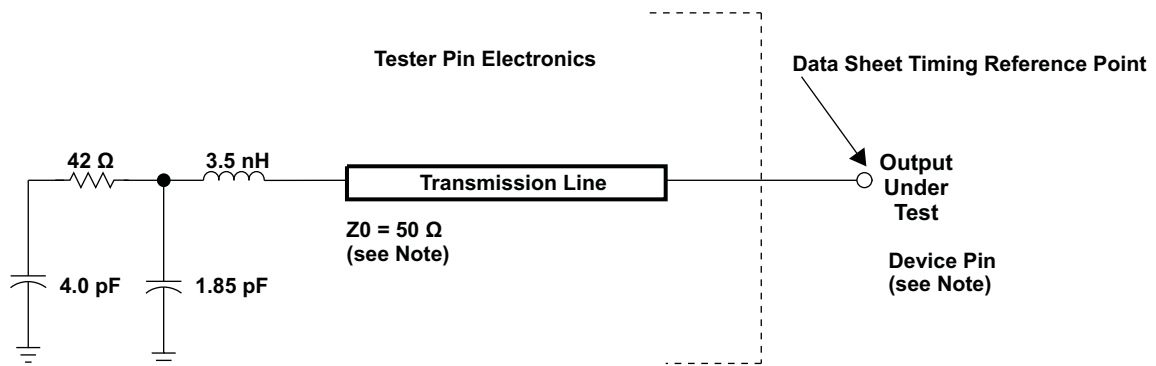 Tester Pin Electronics
Data Sheet Timing Reference Point
42 Ω
3.5 nH
Transmission Line
Output
Under
Test
Z0 = 50 Ω
(see Note)
Device Pin
(see Note)
4.0 pF
1.85 pF